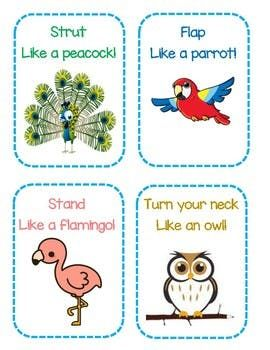 Strut
Like a peacock!
Flap
Like a parrot!
Stand
Like a flamingo!
Turn your neck
Like an owl!